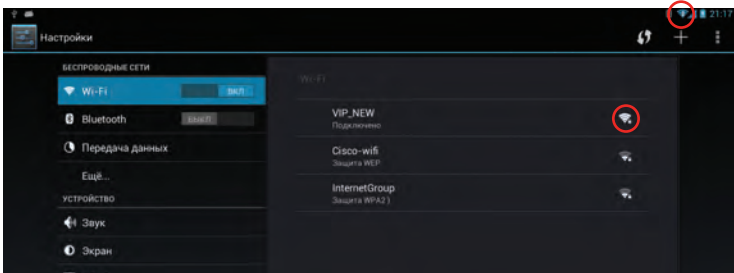 21:17
Настройки
БЕСПРОВОДНЫЕ СЕТИ
Wi-Fi
ВКЛ
Bluetooth
ВЫКЛ
Передача данных
Ещё...
УСТРОЙСТВО
Звук
Экран
Wi-Fi
VIP_NEW
Подключено
Cisco-wifi
Защита WEP
InternetGroup
Защита WPA2)